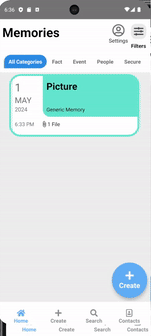 6:35
Memories
Settings
Filters
All Categories Fact Event People Secure
1
MAY
2024
Picture
Generic Memory
6:33 PM 1 File
+
Create
Home Create Search Contacts
Home Create Search Contacts